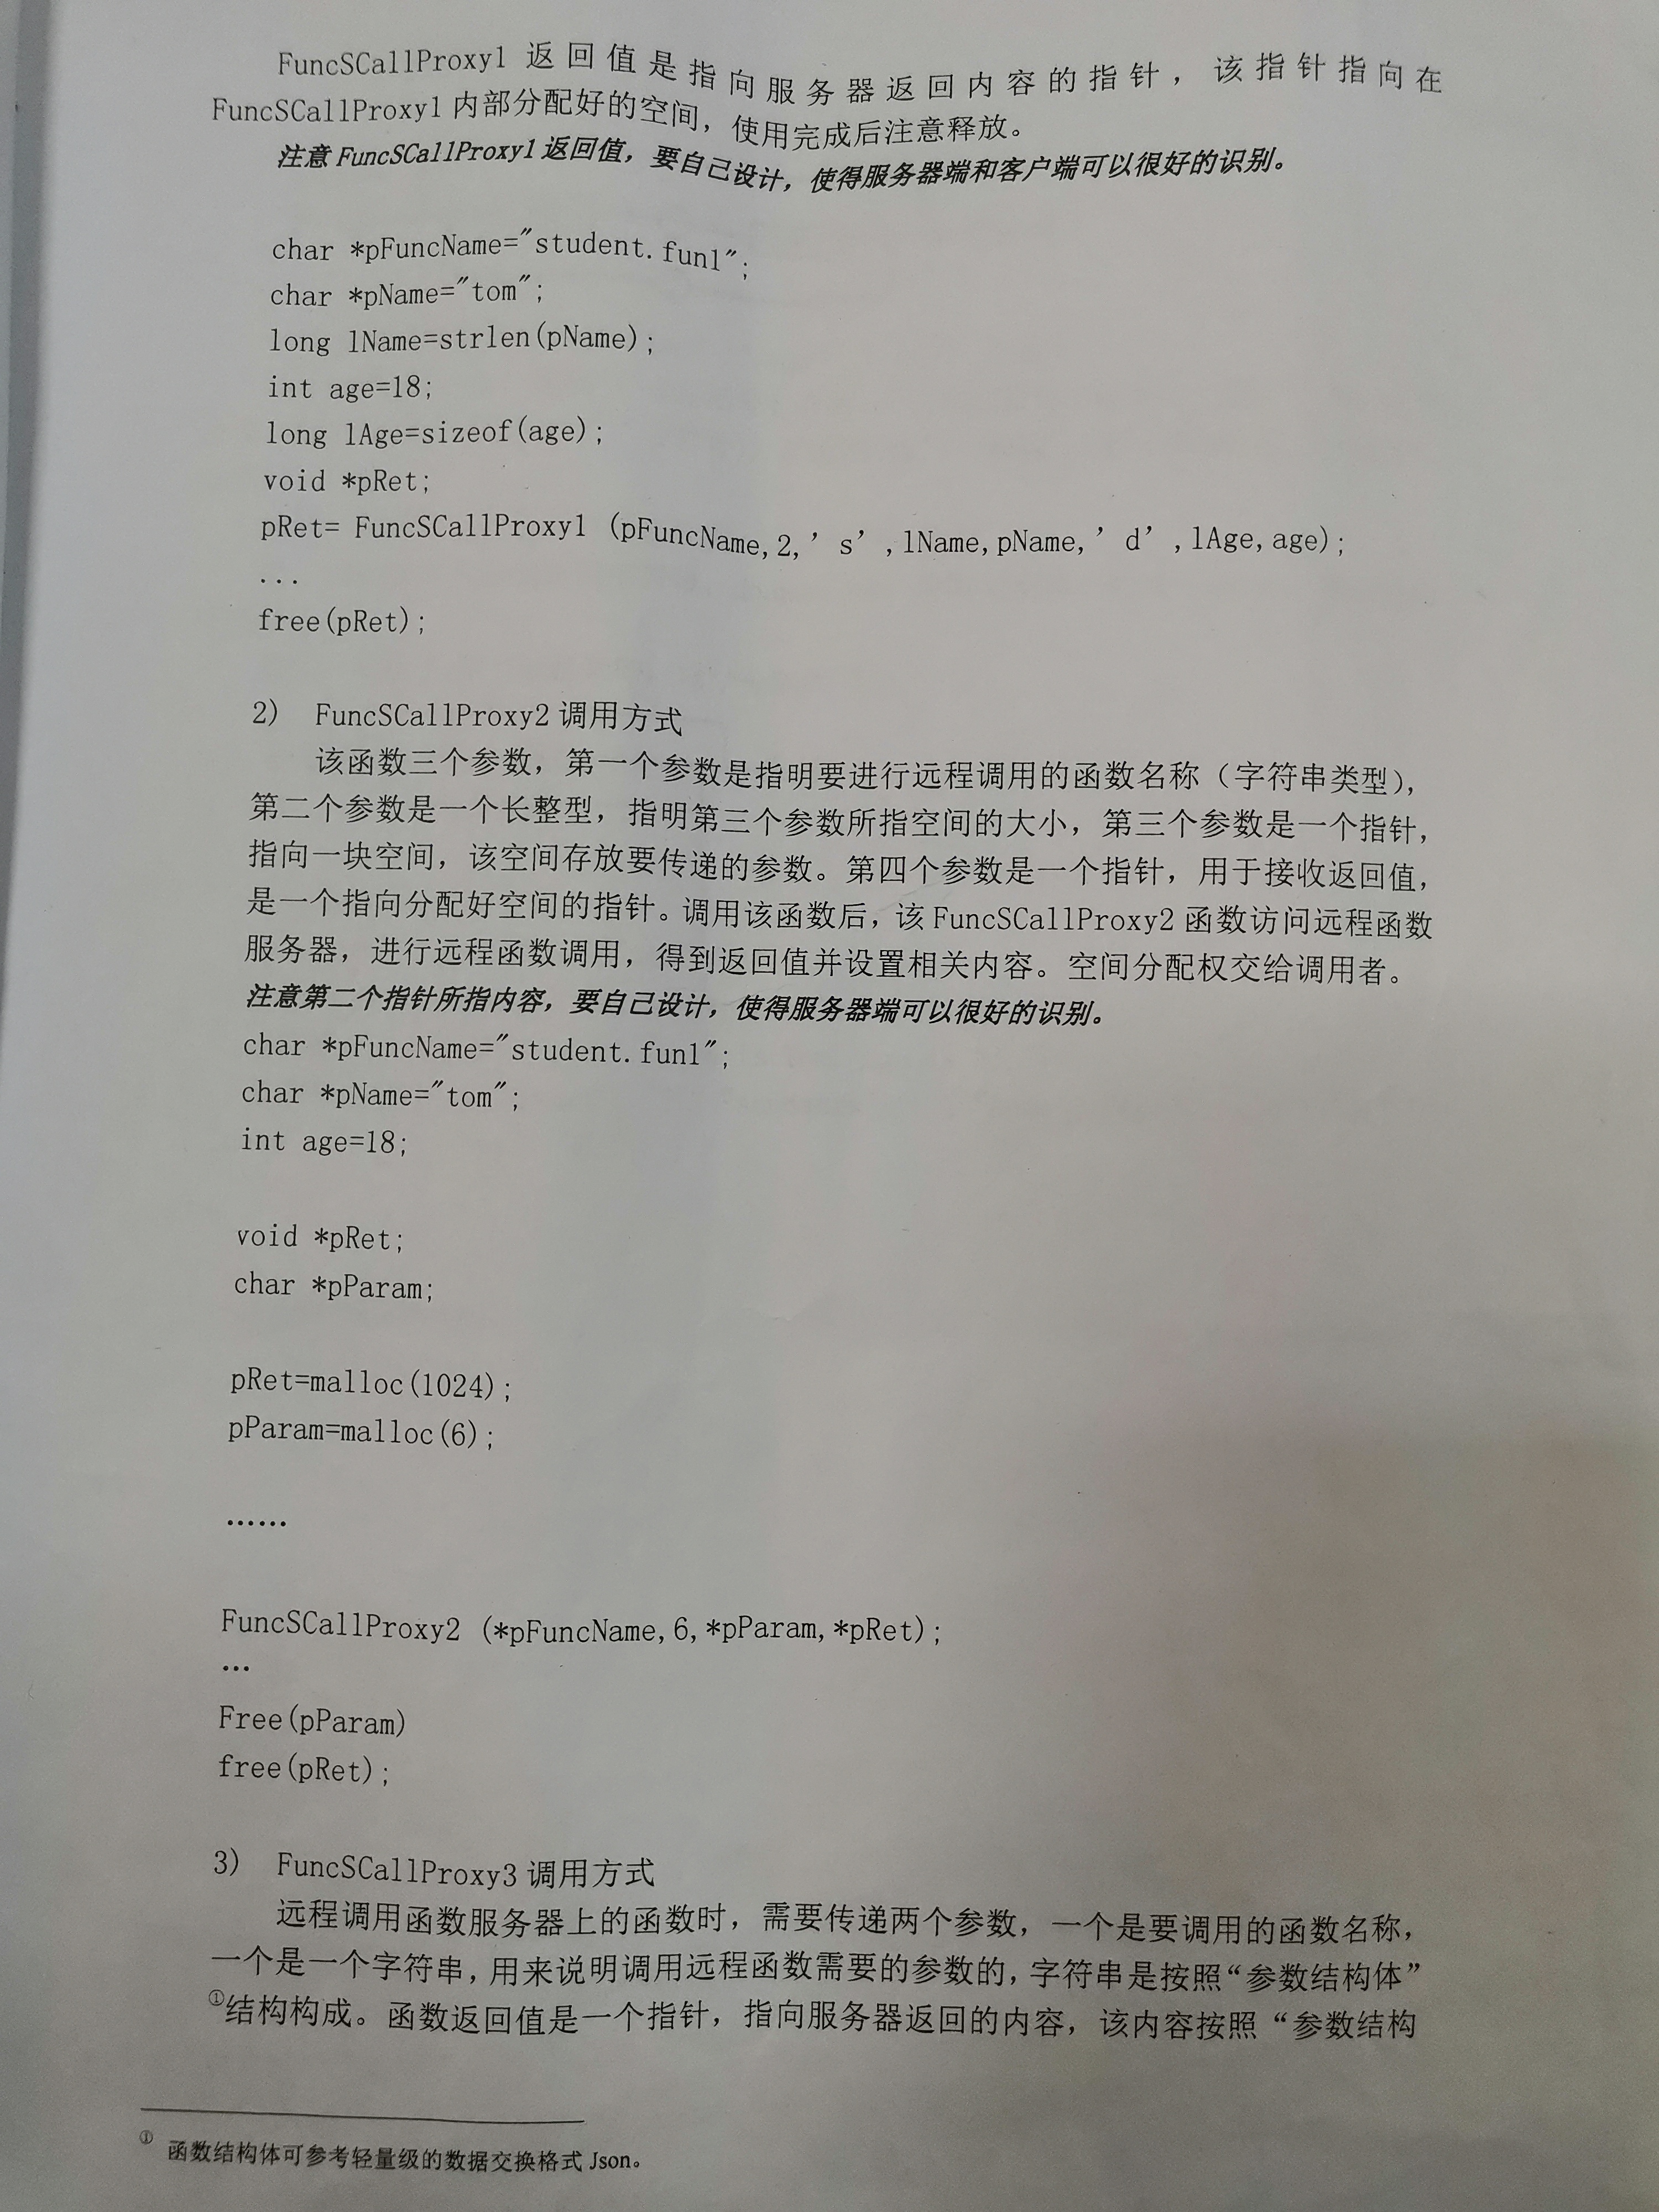 FuncSCallProxy1 返回值是指向服务器返回内容的指针，该指针指向在
FuncSCallProxy1 内部分配好的空间，使用完成后注意释放。
注意 FuncSCallProxy1 返回值，要自己设计，使得服务器端和客户端可以很好的识别。
char *pFuncName="student.fun1";
char *pName="tom";
long lName=strlen(pName);
int age=18;
long lAge=sizeof(age);
void *pRet;
pRet= FuncSCallProxy1 (pFuncName,2,’s’,lName,pName,’d’,lAge,age);
...
free(pRet);
2) FuncSCallProxy2 调用方式
该函数三个参数，第一个参数是指明要进行远程调用的函数名称（字符串类型），
第二个参数是一个长整型，指明第三个参数所指空间的大小，第三个参数是一个指针，
指向一块空间，该空间存放要传递的参数。第四个参数是一个指针，用于接收返回值，
是一个指向分配好空间的指针。调用该函数后，该 FuncSCallProxy2 函数访问远程函数
服务器，进行远程函数调用，得到返回值并设置相关内容。空间分配权交给调用者。
注意第二个指针所指内容，要自己设计，使得服务器端可以很好的识别。
char *pFuncName="student.fun1";
char *pName="tom";
int age=18;
void *pRet;
char *pParam;
pRet=malloc(1024);
pParam=malloc(6);
……
FuncSCallProxy2 (*pFuncName,6,*pParam,*pRet);
…
Free(pParam)
free(pRet);
3) FuncSCallProxy3 调用方式
远程调用函数服务器上的函数时，需要传递两个参数，一个是要调用的函数名称，
一个是一个字符串，用来说明调用远程函数需要的参数的，字符串是按照“参数结构体”
①结构构成。函数返回值是一个指针，指向服务器返回的内容，该内容按照“参数结构
① 函数结构体可参考轻量级的数据交换格式 Json。